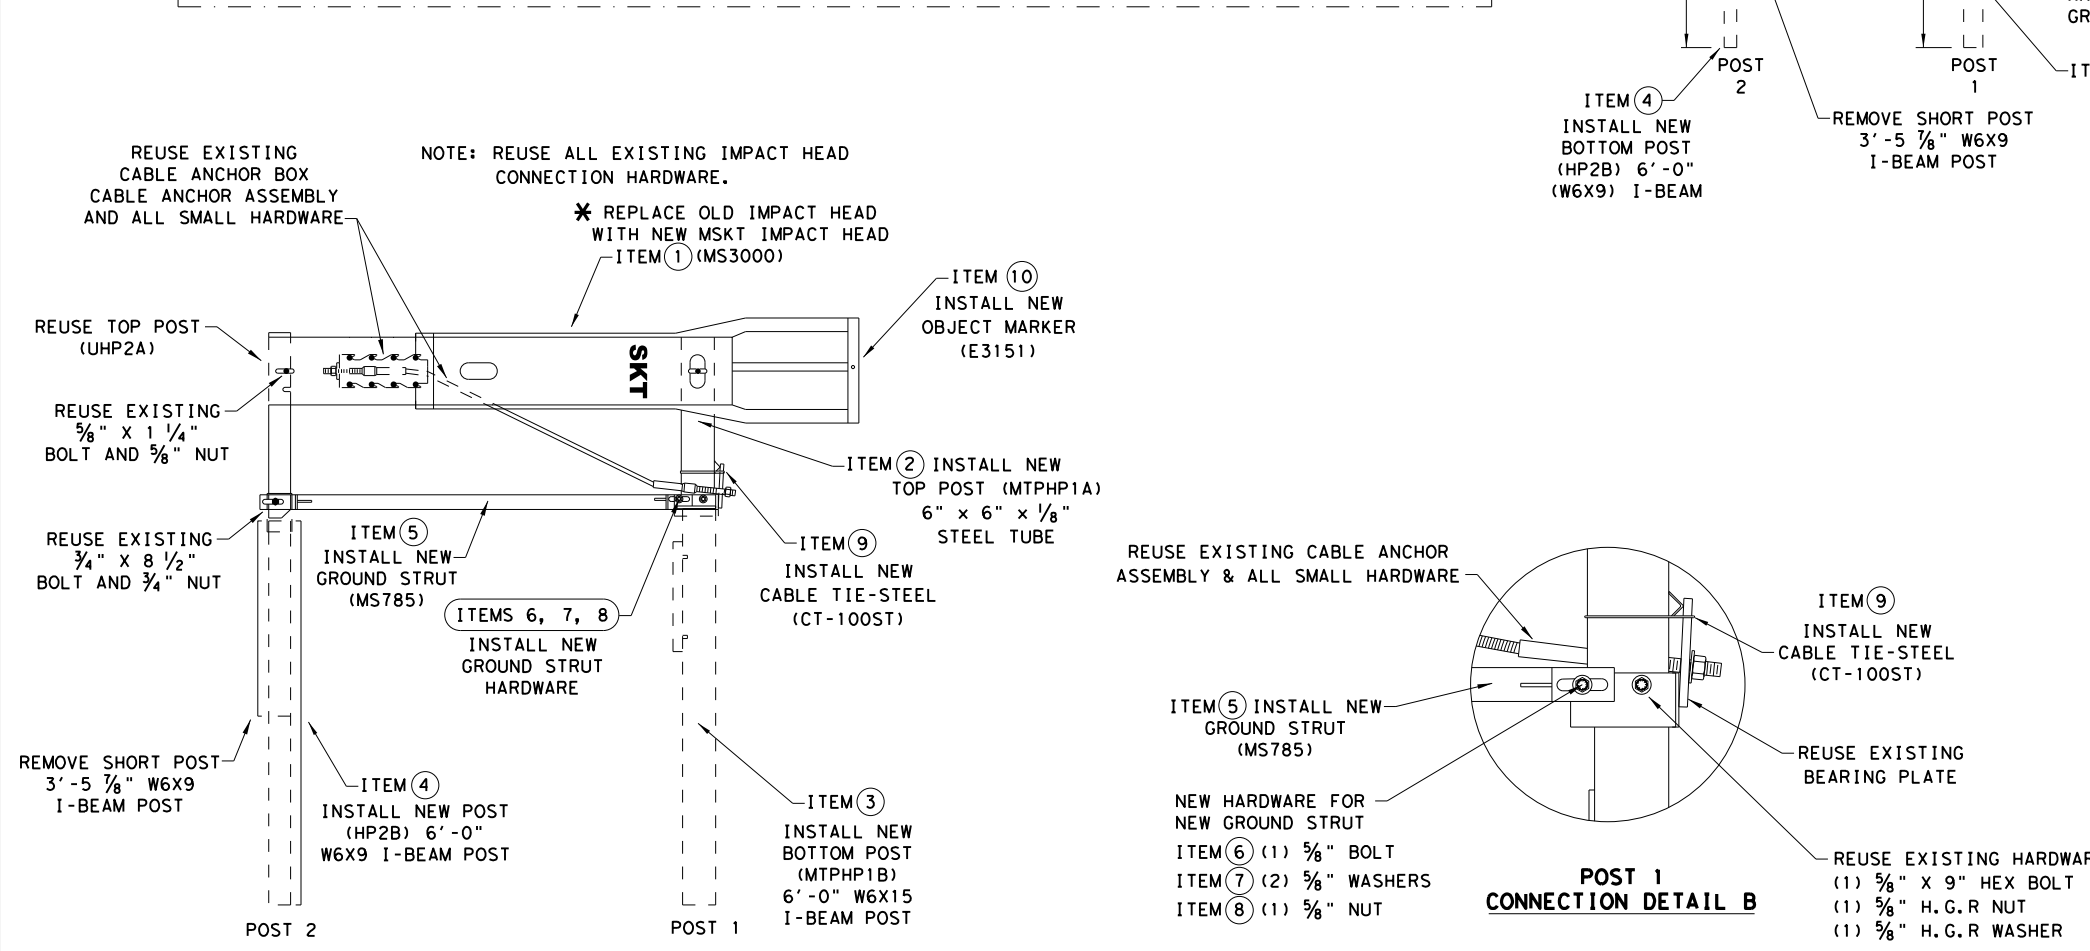 GR
IT
POST
2
POST
1
ITEM 4
INSTALL NEW
BOTTOM POST
(HP2B) 6'-0"
(W6X9) I-BEAM
REMOVE SHORT POST
3'-5 ⅞" W6X9
I-BEAM POST
REUSE EXISTING
CABLE ANCHOR BOX
CABLE ANCHOR ASSEMBLY
AND ALL SMALL HARDWARE
NOTE: REUSE ALL EXISTING IMPACT HEAD
CONNECTION HARDWARE.
* REPLACE OLD IMPACT HEAD
WITH NEW MSKT IMPACT HEAD
ITEM 1 (MS3000)
ITEM 10
INSTALL NEW
OBJECT MARKER
(E3151)
REUSE TOP POST
(UHP2A)
SKT
REUSE EXISTING
⅝" X 1 ¼"
BOLT AND ⅝" NUT
ITEM 2 INSTALL NEW
TOP POST (MTPHP1A)
6" x 6" x ⅛"
STEEL TUBE
REUSE EXISTING
¾" X 8 ½"
BOLT AND ¾" NUT
ITEM 5
INSTALL NEW
GROUND STRUT
(MS785)
ITEM 9
INSTALL NEW
CABLE TIE-STEEL
(CT-100ST)
ITEMS 6, 7, 8
INSTALL NEW
GROUND STRUT
HARDWARE
REMOVE SHORT POST
3'-5 ⅞" W6X9
I-BEAM POST
ITEM 4
INSTALL NEW POST
(HP2B) 6'-0"
W6X9 I-BEAM POST
ITEM 3
INSTALL NEW
BOTTOM POST
(MTPHP1B)
6'-0" W6X15
I-BEAM POST
POST 2
POST 1
REUSE EXISTING CABLE ANCHOR
ASSEMBLY & ALL SMALL HARDWARE
ITEM 9
INSTALL NEW
CABLE TIE-STEEL
(CT-100ST)
ITEM 5 INSTALL NEW
GROUND STRUT
(MS785)
REUSE EXISTING
BEARING PLATE
NEW HARDWARE FOR
NEW GROUND STRUT
ITEM 6 (1) ⅝" BOLT
ITEM 7 (2) ⅝" WASHERS
ITEM 8 (1) ⅝" NUT
POST 1
CONNECTION DETAIL B
REUSE EXISTING HARDWAR
(1) ⅝" X 9" HEX BOLT
(1) ⅝" H.G.R NUT
(1) ⅝" H.G.R WASHER